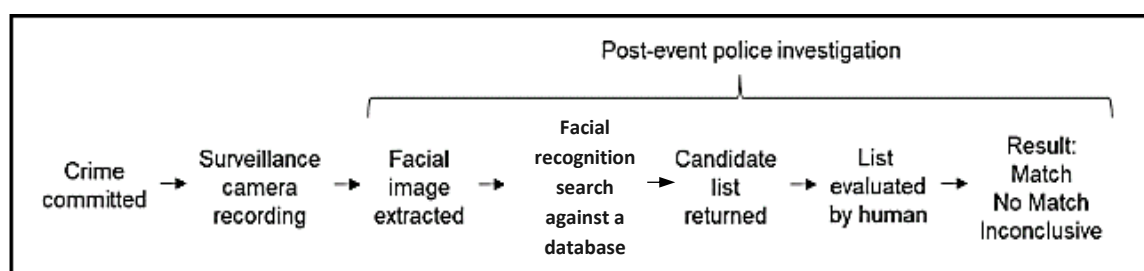 Post-event police investigation
Crime
committed
Surveillance
camera
recording
Facial
image
extracted
Facial
recognition
search
against a
database
Candidate
list
returned
List
evaluated
by human
Result:
Match
No Match
Inconclusive